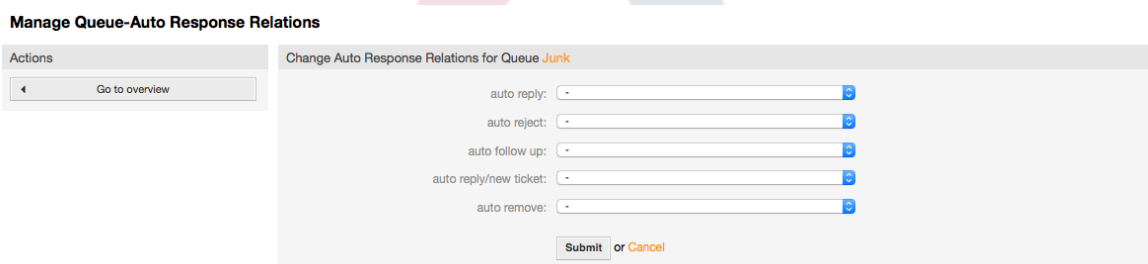 Manage Queue-Auto Response Relations
Actions
Go to overview
Change Auto Response Relations for Queue Junk
auto reply: -
auto reject: -
auto follow up: -
auto reply/new ticket: -
auto remove: -
Submit or Cancel